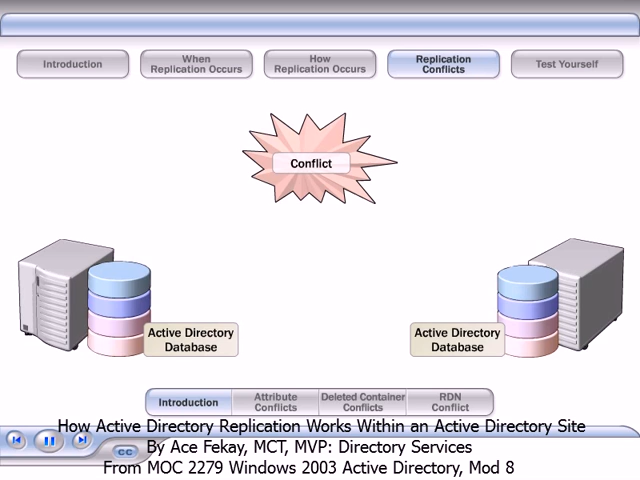 Introduction
When
Replication Occurs
How
Replication Occurs
Replication
Conflicts
Test Yourself
Conflict
Active Directory
Database
Active Directory
Database
Introduction
Attribute
Conflicts
Deleted Container
Conflicts
RDN
Conflict
CC
How Active Directory Replication Works Within an Active Directory Site
By Ace Fekay, MCT, MVP: Directory Services
From MOC 2279 Windows 2003 Active Directory, Mod 8